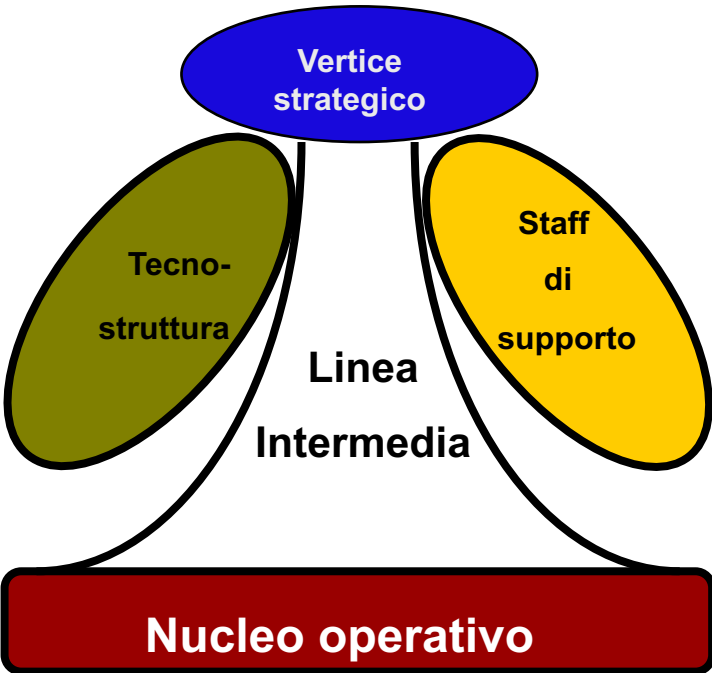 Vertice
strategico
Tecno-
struttura
Staff
di
supporto
Linea
Intermedia
Nucleo operativo